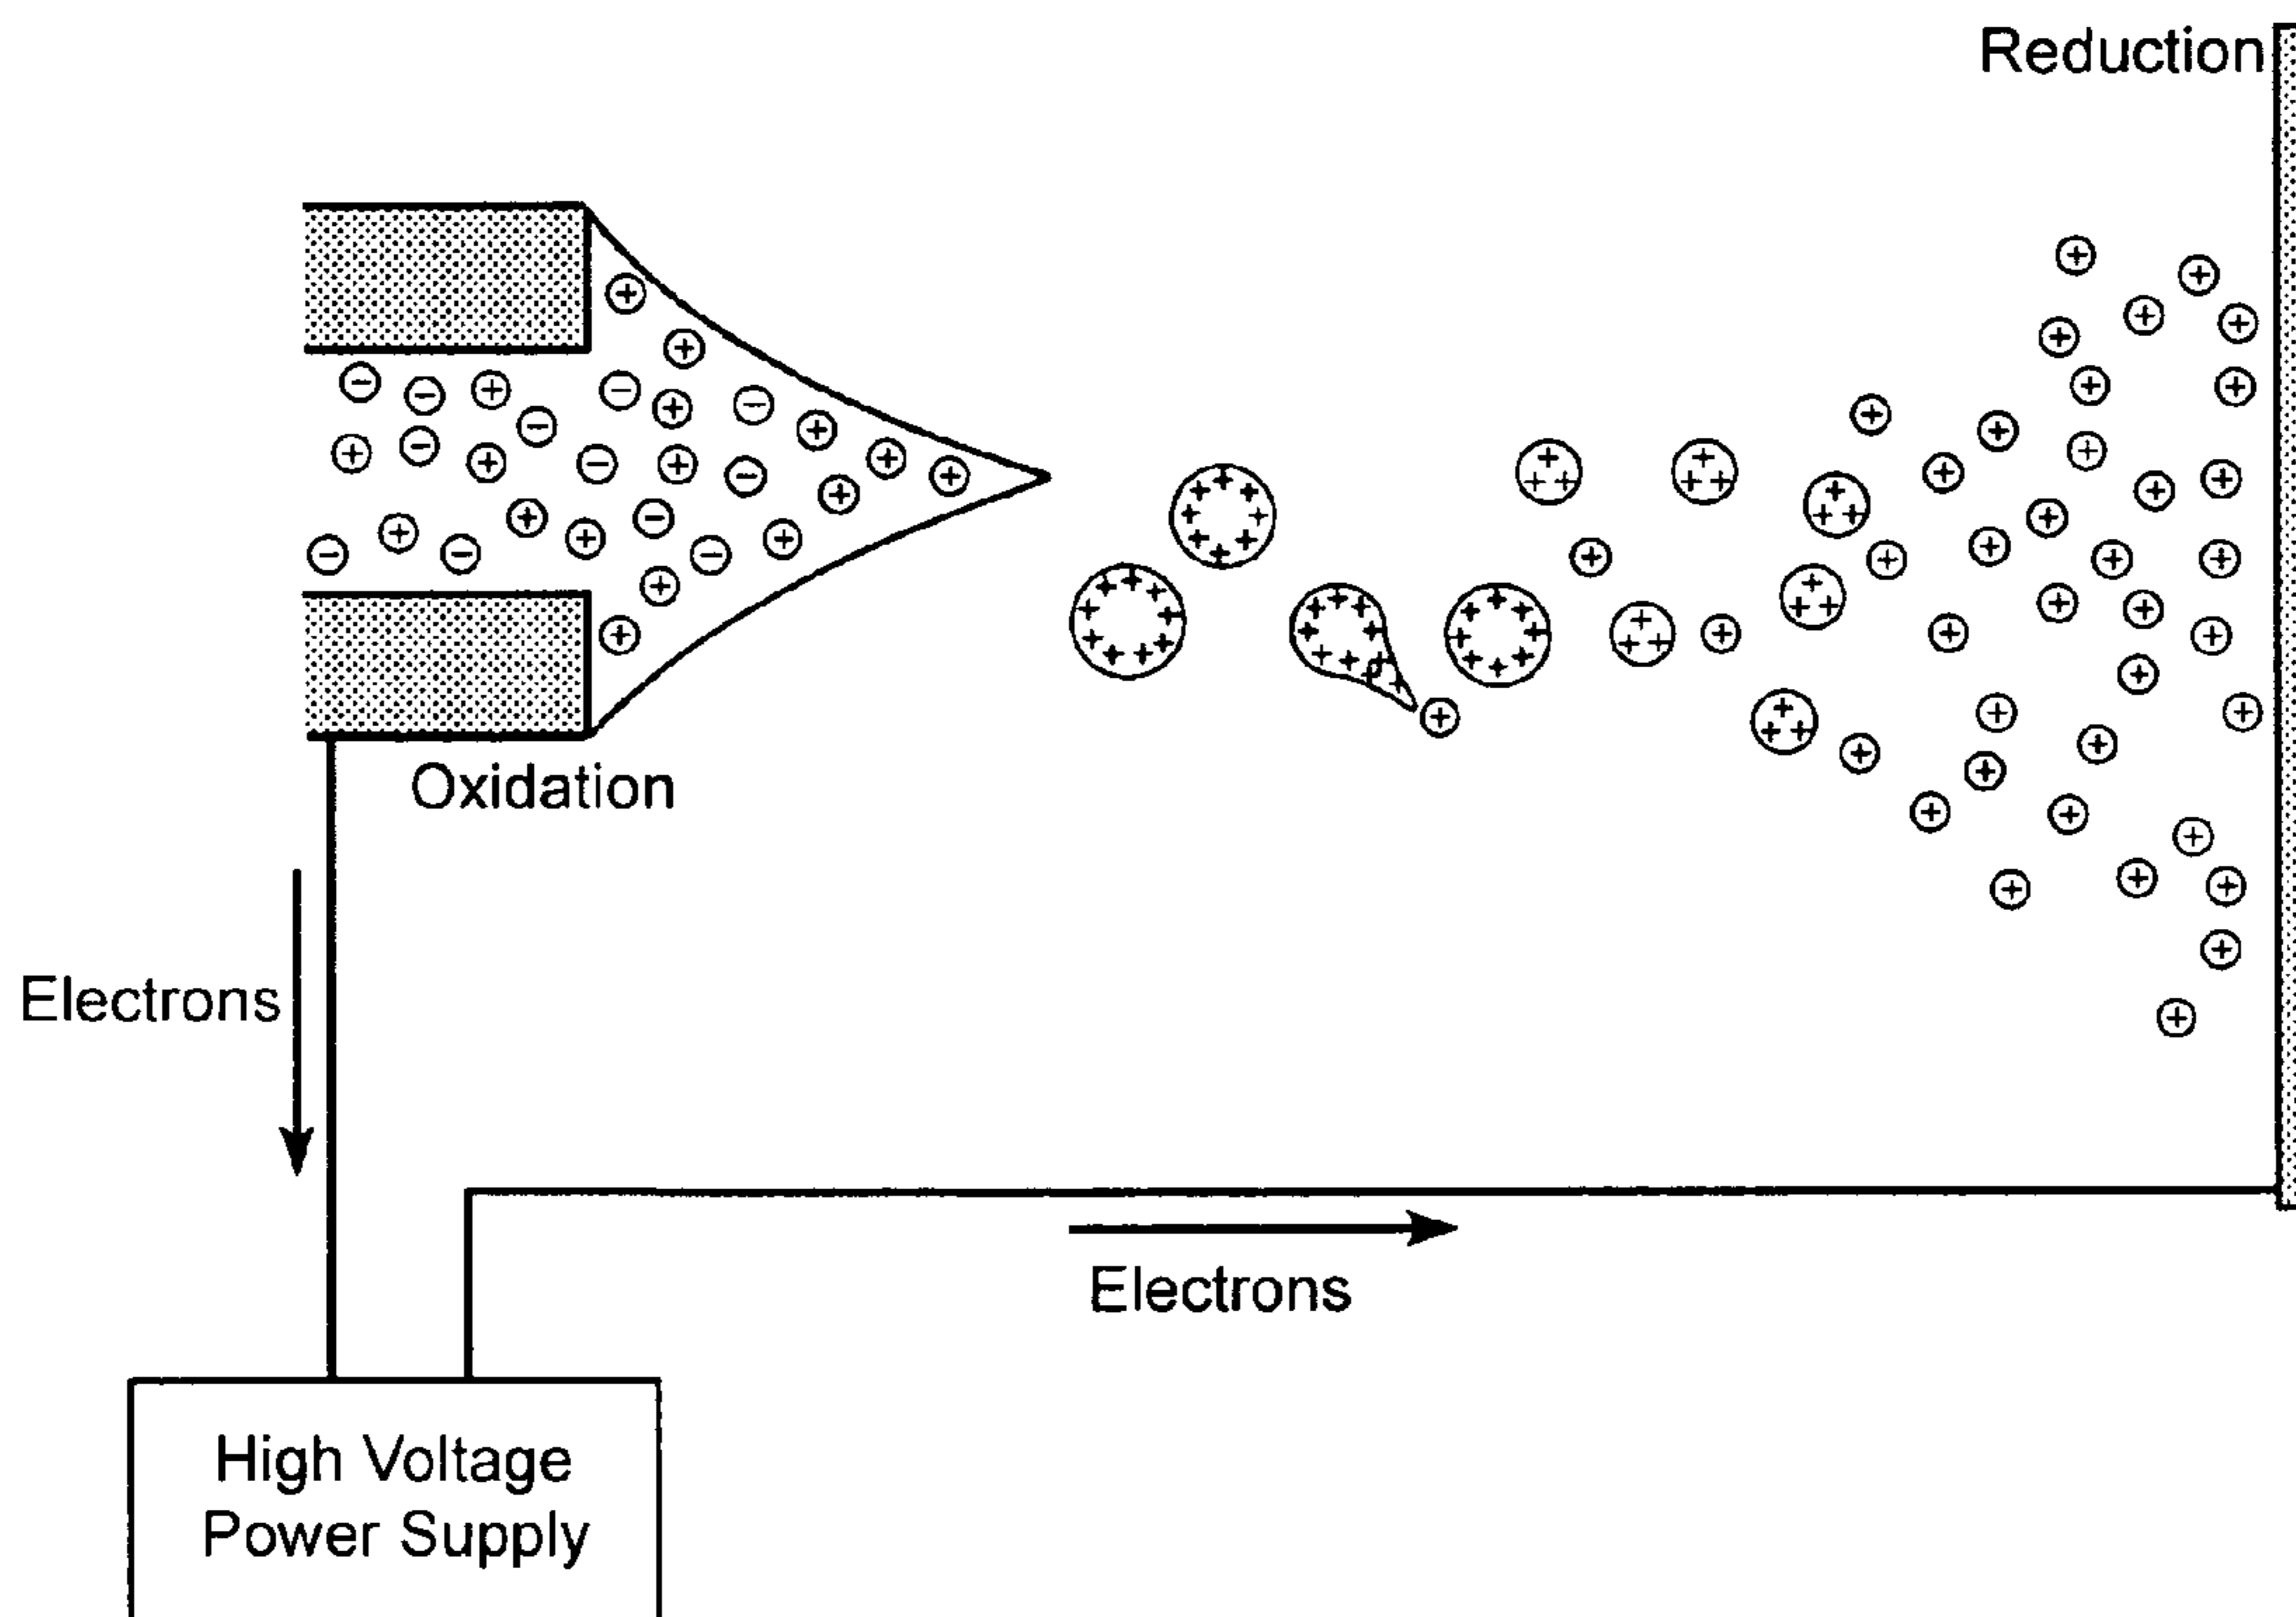 Reduction
Oxidation
Electrons
Electrons
High Voltage
Power Supply